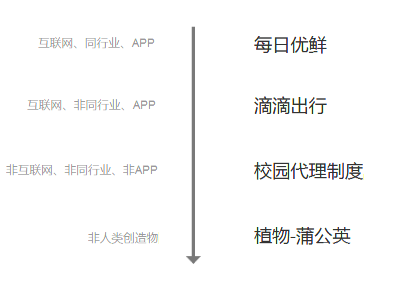 互联网、同行业、APP
每日优鲜
互联网、非同行业、APP
滴滴出行
非互联网、非同行业、非APP
校园代理制度
非人类创造物
植物-蒲公英